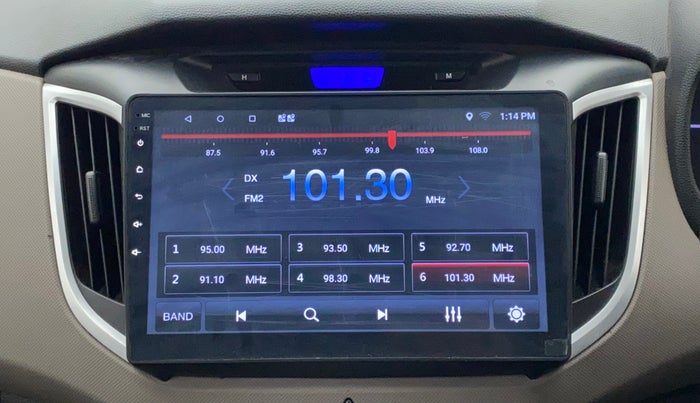 H
M
MIC
RST
1:14 PM
87.5 91.6 95.7 99.8 103.9 108.0
DX
FM2
101.30 MHz
1 95.00 MHz
3 93.50 MHz
5 92.70 MHz
2 91.10 MHz
4 98.30 MHz
6 101.30 MHz
BAND